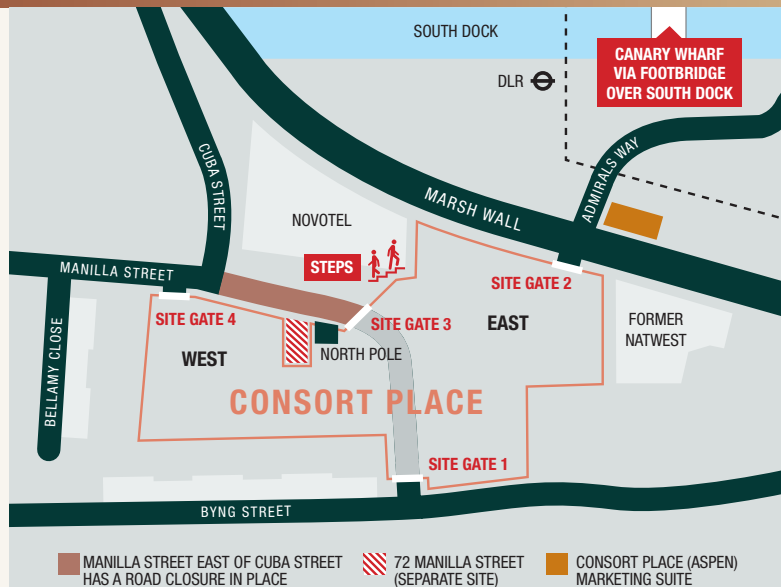 SOUTH DOCK
CANARY WHARF
VIA FOOTBRIDGE
OVER SOUTH DOCK
DLR
CUBA STREET
ADMIRALS WAY
MARSH WALL
NOVOTEL
STEPS
MANILLA STREET
SITE GATE 2
SITE GATE 4
SITE GATE 3
EAST
FORMER
NATWEST
WEST
NORTH POLE
BELLAMY CLOSE
CONSORT PLACE
SITE GATE 1
BYNG STREET
MANILLA STREET EAST OF CUBA STREET
HAS A ROAD CLOSURE IN PLACE
72 MANILLA STREET
(SEPARATE SITE)
CONSORT PLACE (ASPEN)
MARKETING SUITE